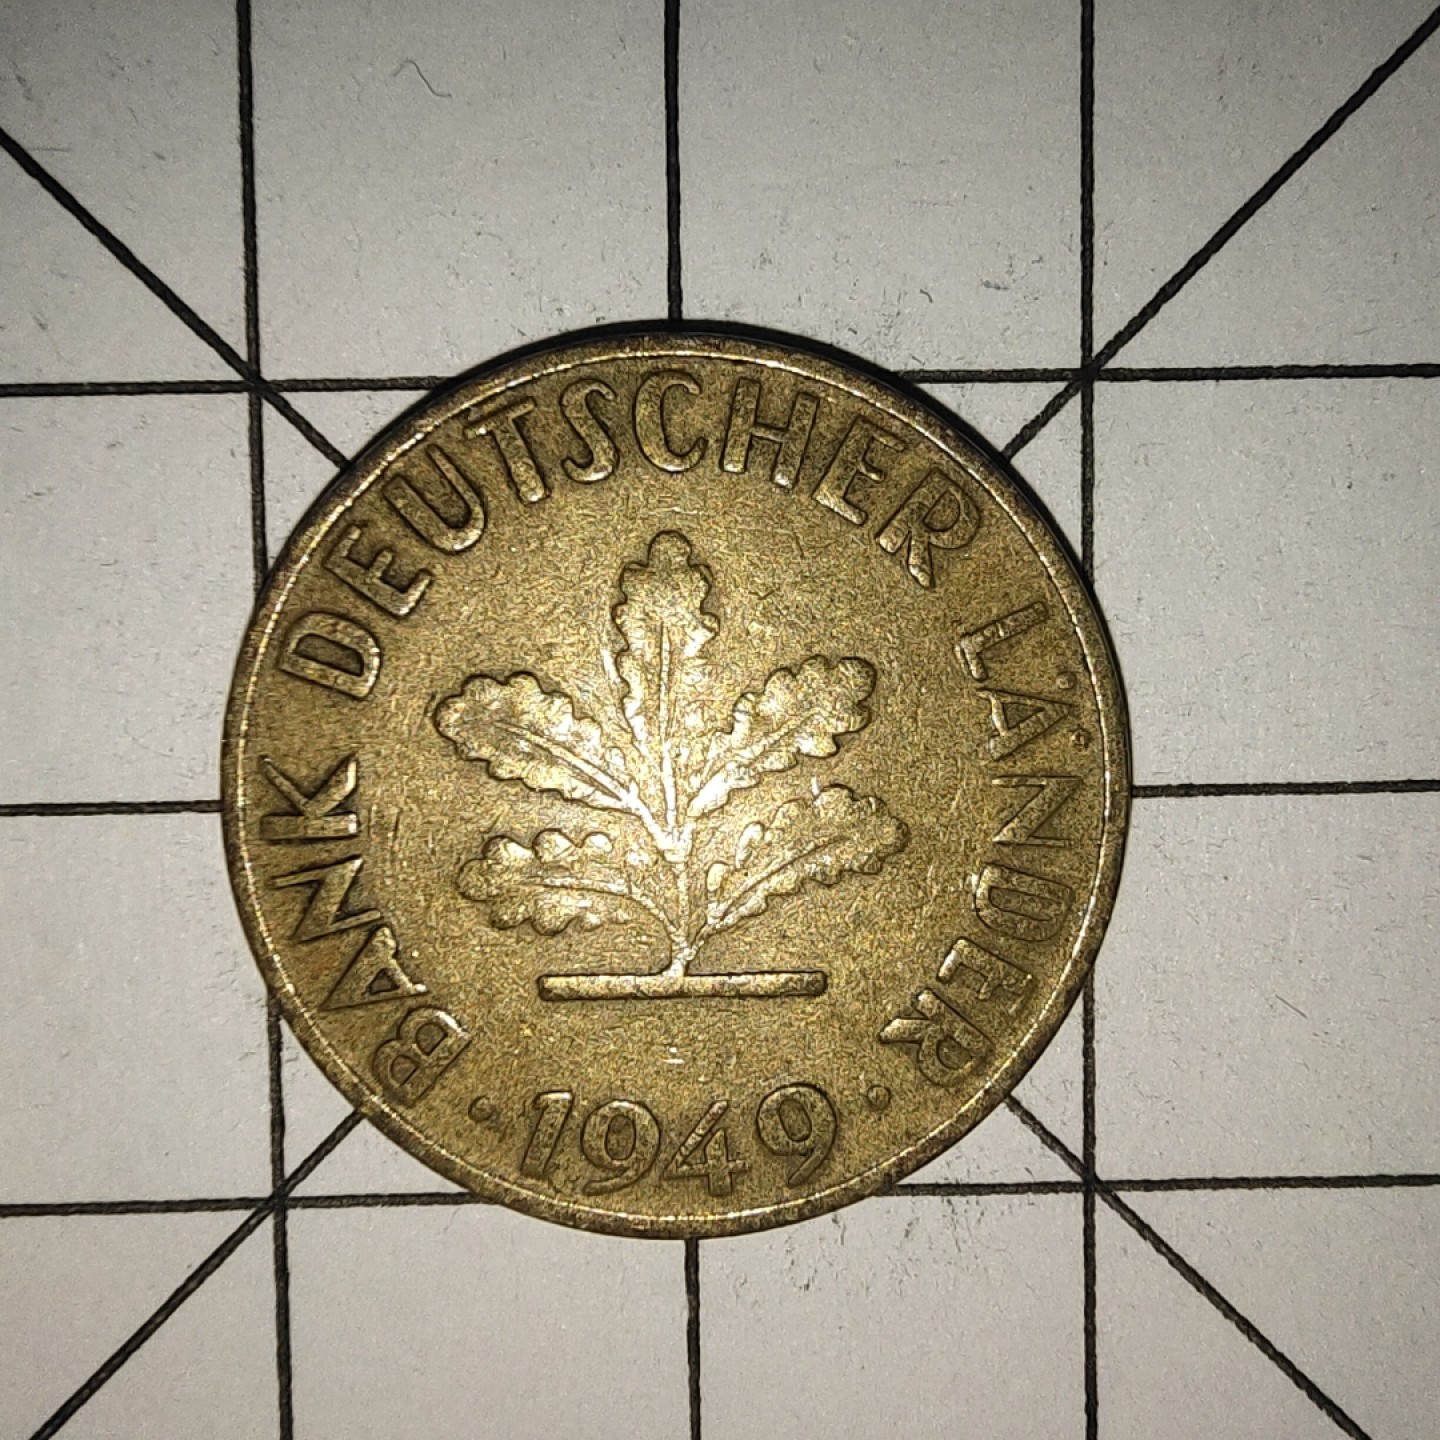 BANK DEUTSCHER LÄNDER
· 1949 ·